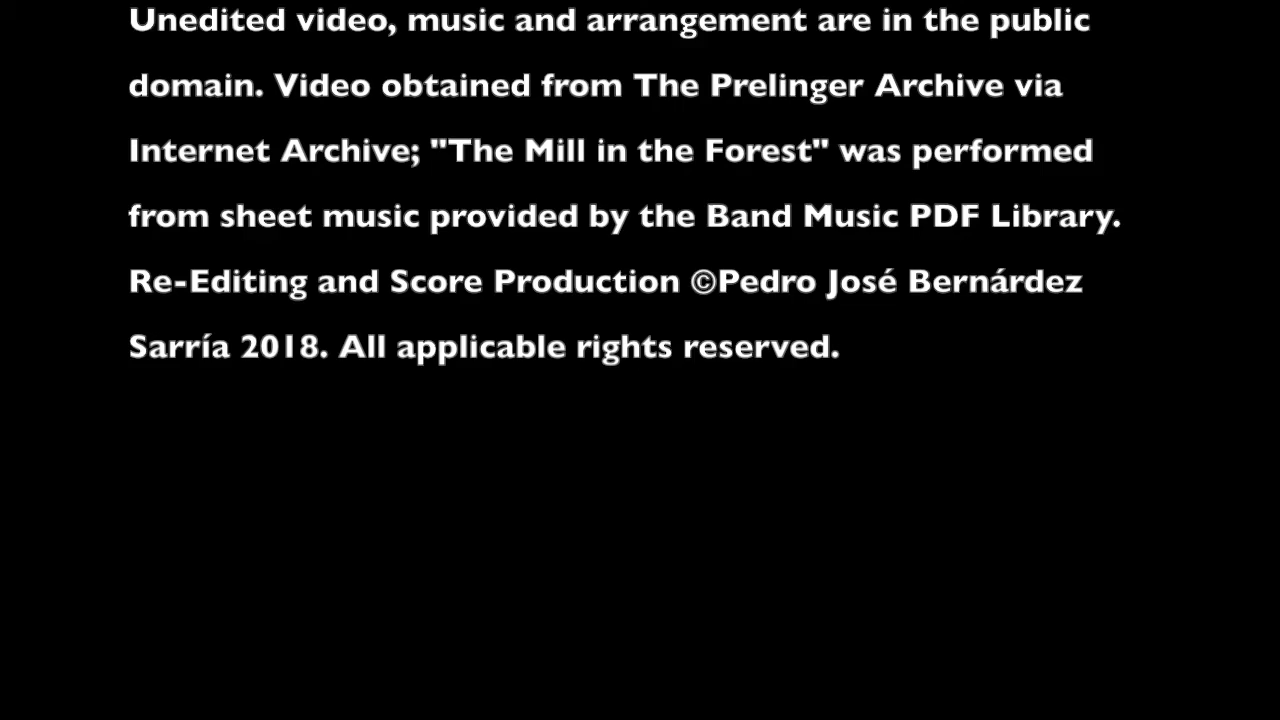 Unedited video, music and arrangement are in the public
domain. Video obtained from The Prelinger Archive via
Internet Archive; "The Mill in the Forest" was performed
from sheet music provided by the Band Music PDF Library.
Re-Editing and Score Production ©Pedro José Bernárdez
Sarría 2018. All applicable rights reserved.